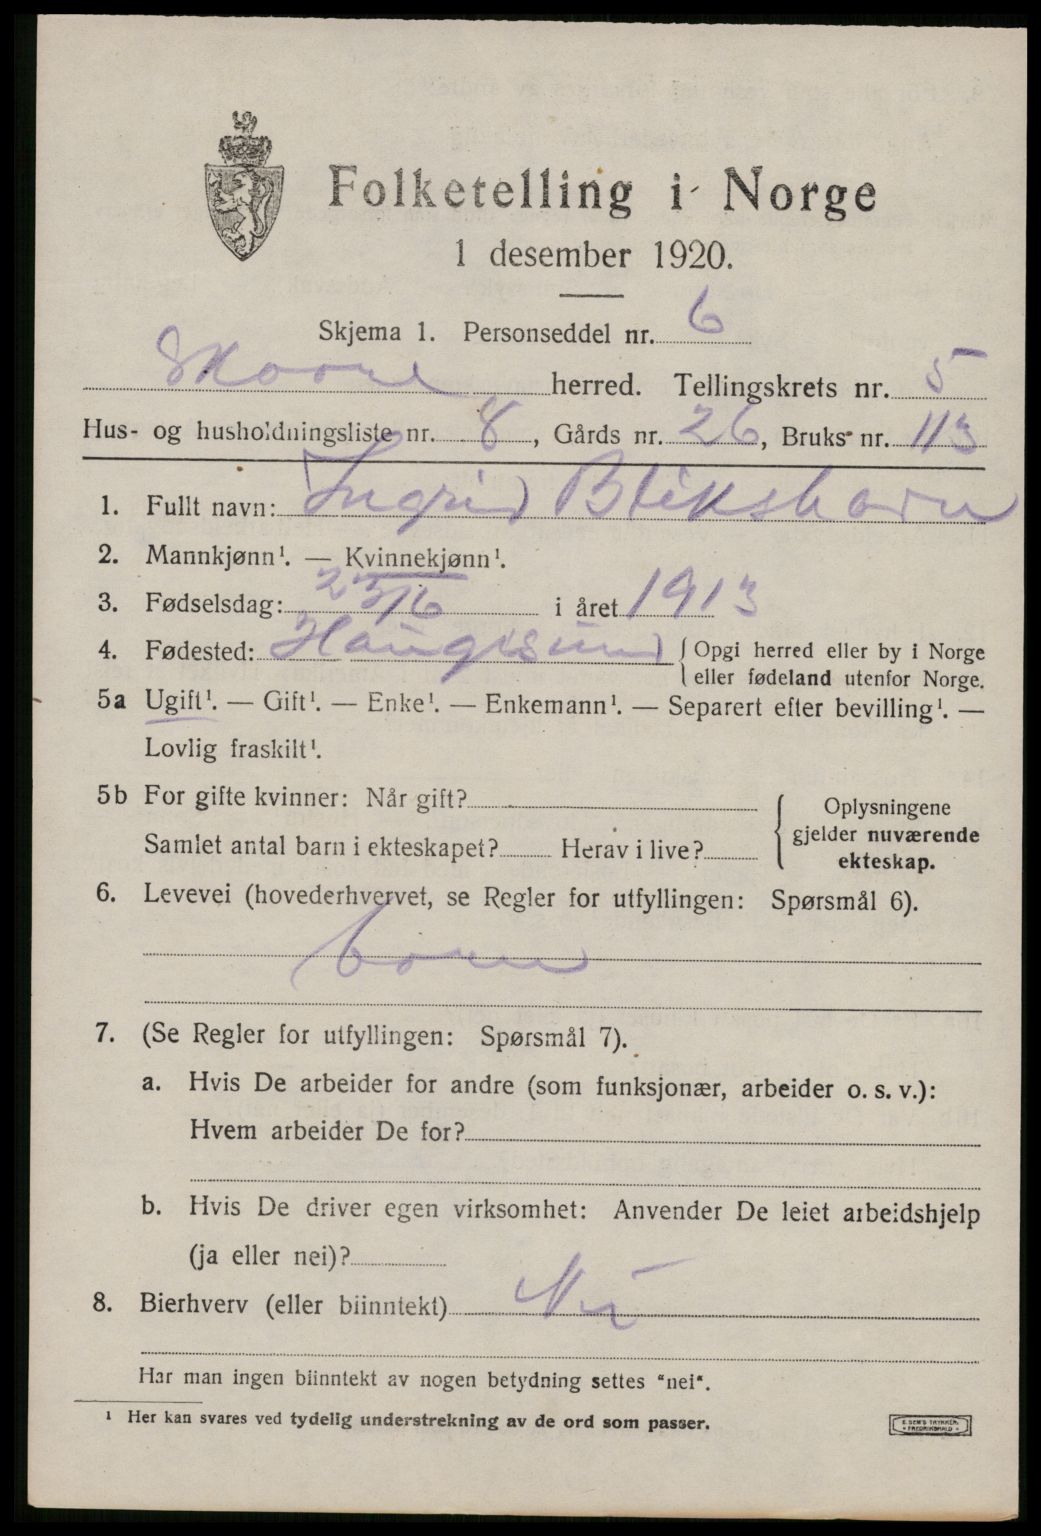 Folketelling i Norge
1 desember 1920.
Skjema 1. Personseddel nr. 6
Skaare herred. Tellingskrets nr. 5
Hus- og husholdningsliste nr. 8, Gårds nr. 26, Bruks nr. 113
1. Fullt navn: Ingrid Blikshavn
2. Mannkjønn¹. — Kvinnekjønn¹.
3. Fødselsdag: 23/6 i året 1913
4. Fødested: Haugesund { Opgi herred eller by i Norge
eller fødeland utenfor Norge.
5a Ugift¹. — Gift¹. — Enke¹. — Enkemann¹. — Separert efter bevilling¹. —
Lovlig fraskilt¹.
5b For gifte kvinner: Når gift?
Samlet antal barn i ekteskapet? Herav i live?
{ Oplysningene
gjelder nuværende
ekteskap.
6. Levevei (hovederhvervet, se Regler for utfyllingen: Spørsmål 6).
barn
7. (Se Regler for utfyllingen: Spørsmål 7).
a. Hvis De arbeider for andre (som funksjonær, arbeider o. s. v.):
Hvem arbeider De for?
b. Hvis De driver egen virksomhet: Anvender De leiet arbeidshjelp
(ja eller nei)?
8. Bierhverv (eller biinntekt) Nei
Har man ingen biinntekt av nogen betydning settes "nei".
¹ Her kan svares ved tydelig understrekning av de ord som passer.
E. SEM'S TRYKKERI
FREDRIKSHALD